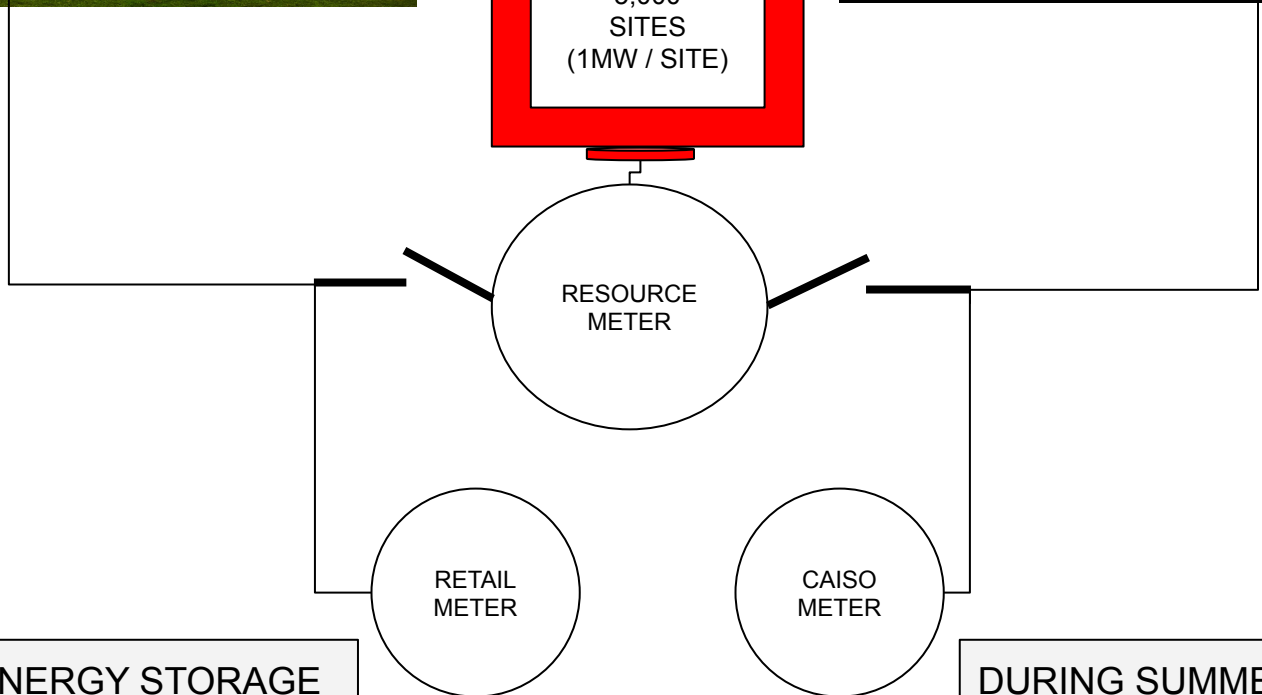 SITES
(1MW / SITE)
RESOURCE
METER
RETAIL
METER
CAISO
METER
NERGY STORAGE
DURING SUMME